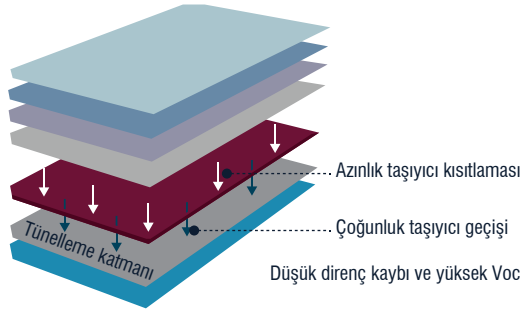 Azınlık taşıyıcı kısıtlaması
Çoğunluk taşıyıcı geçişi
Tünelleme katmanı
Düşük direnç kaybı ve yüksek Voc